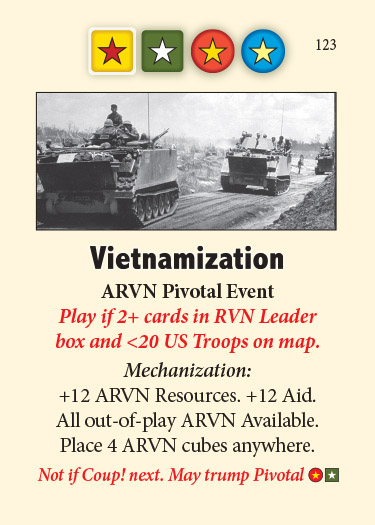 123
Vietnamization
ARVN Pivotal Event
Play if 2+ cards in RVN Leader
box and <20 US Troops on map.
Mechanization:
+12 ARVN Resources. +12 Aid.
All out-of-play ARVN Available.
Place 4 ARVN cubes anywhere.
Not if Coup! next. May trump Pivotal